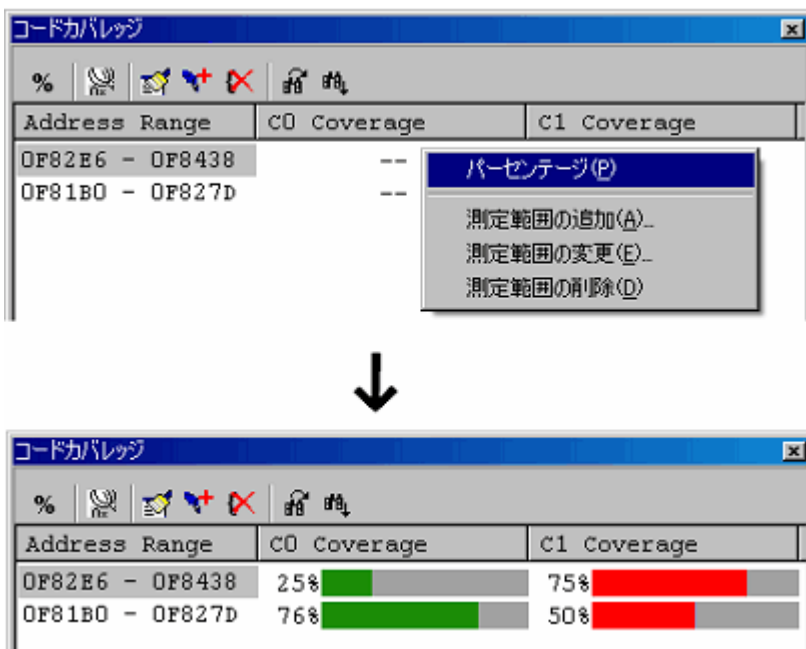 コードカバレッジ
%
Address Range C0 Coverage C1 Coverage
0F82E6 - 0F8438 --
0F81B0 - 0F827D --
パーセンテージ(P)
測定範囲の追加(A)...
測定範囲の変更(E)...
測定範囲の削除(D)
コードカバレッジ
%
Address Range C0 Coverage C1 Coverage
0F82E6 - 0F8438 25% 75%
0F81B0 - 0F827D 76% 50%